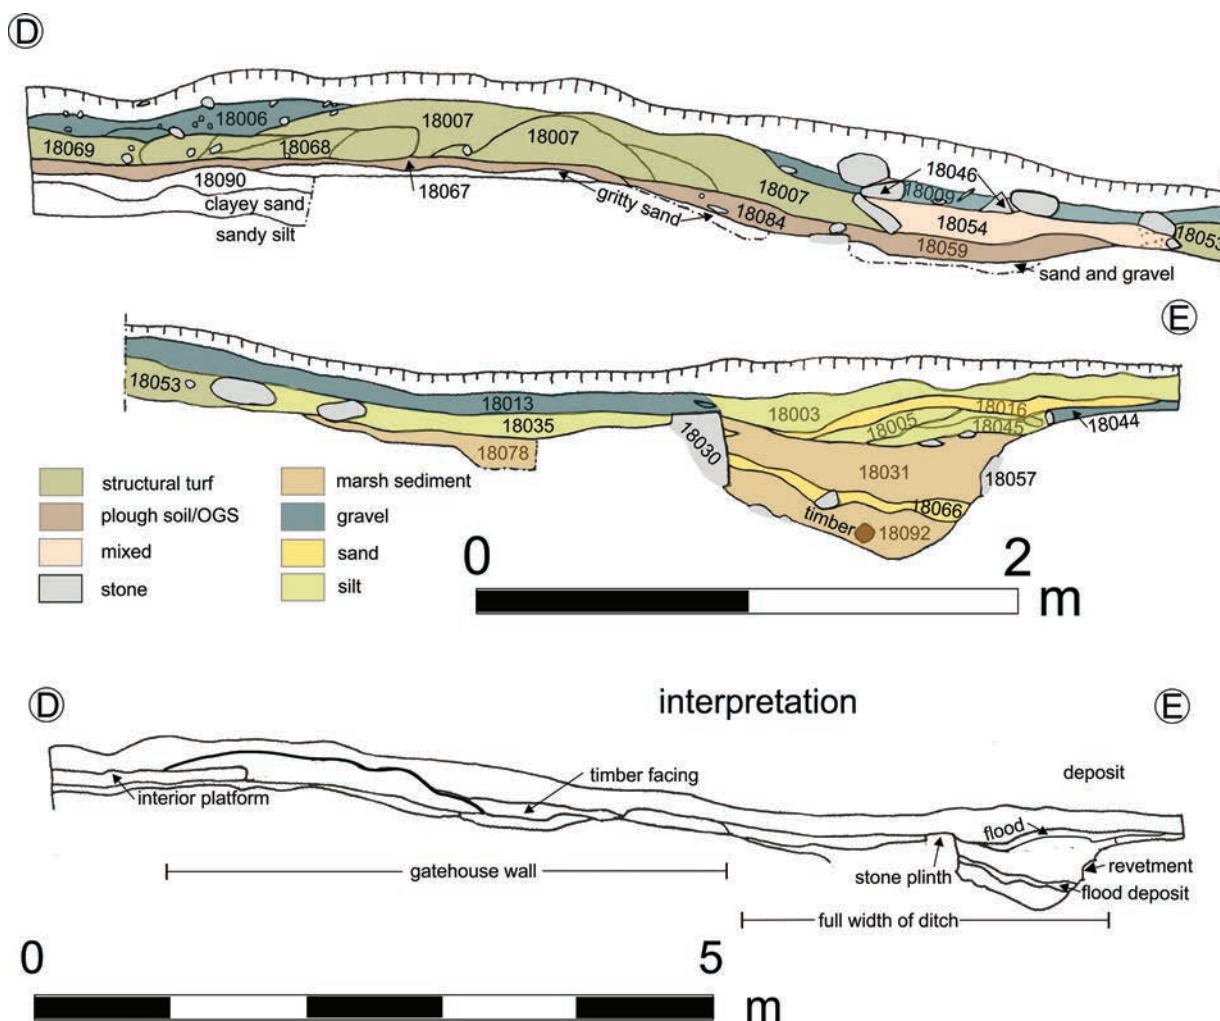 D
18006
18007
18007
18069
18068
18046
18090
18067
18007
18009
clayey sand
gritty sand
18084
18054
18053
sandy silt
18059
sand and gravel
E
18053
18013
18003
18016
18035
18005
18045
18044
18030
18078
18031
18057
structural turf
marsh sediment
18066
plough soil/OGS
gravel
timber
18092
mixed
sand
0
2
stone
silt
m
D
interpretation
E
timber facing
deposit
interior platform
flood
gatehouse wall
stone plinth
revetment
flood deposit
full width of ditch
0
5
m